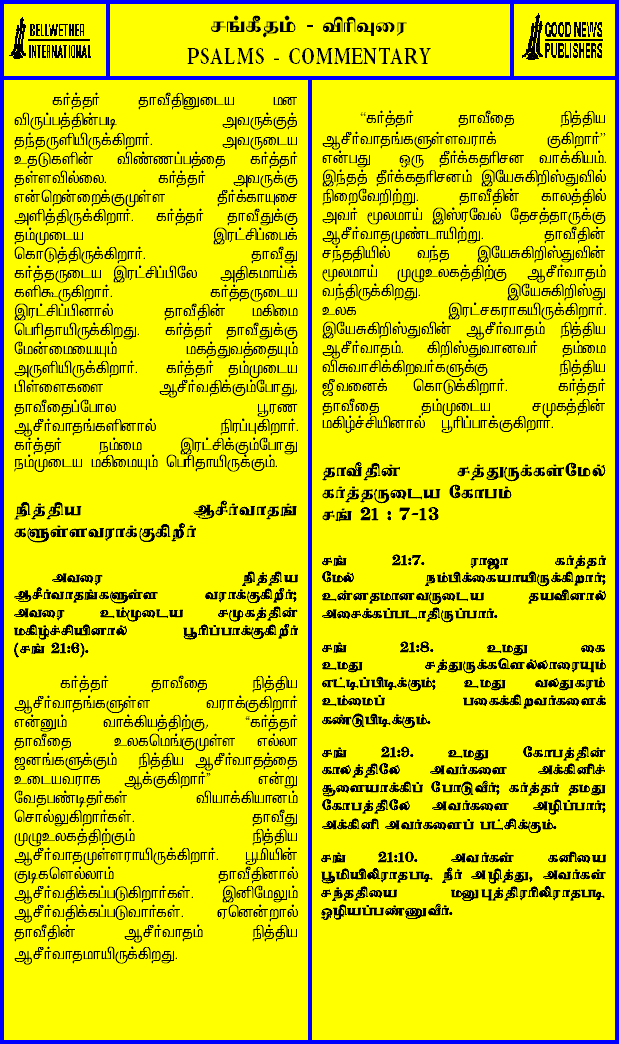 BELLWETHER
INTERNATIONAL
சங்கீதம் - விரிவுரை
PSALMS - COMMENTARY
GOOD NEWS
PUBLISHERS
கர்த்தர் தாவீதினுடைய மன
விருப்பத்தின்படி அவருக்குத்
தந்தருளியிருக்கிறார். அவருடைய
உதடுகளின் விண்ணப்பத்தை கர்த்தர்
தள்ளவில்லை. கர்த்தர் அவருக்கு
என்றென்றைக்குமுள்ள தீர்க்காயுசை
அளித்திருக்கிறார். கர்த்தர் தாவீதுக்கு
தம்முடைய இரட்சிப்பைக்
கொடுத்திருக்கிறார். தாவீது
கர்த்தருடைய இரட்சிப்பிலே அதிகமாய்க்
களிகூருகிறார். கர்த்தருடைய
இரட்சிப்பினால் தாவீதின் மகிமை
பெரிதாயிருக்கிறது. கர்த்தர் தாவீதுக்கு
மேன்மையையும் மகத்துவத்தையும்
அருளியிருக்கிறார். கர்த்தர் தம்முடைய
பிள்ளைகளை ஆசீர்வதிக்கும்போது,
தாவீதைப்போல பூரண
ஆசீர்வாதங்களினால் நிரப்புகிறார்.
கர்த்தர் நம்மை இரட்சிக்கும்போது
நம்முடைய மகிமையும் பெரிதாயிருக்கும்.
நித்திய ஆசீர்வாதங்
களுள்ளவராக்குகிறீர்
அவரை நித்திய
ஆசீர்வாதங்களுள்ள வராக்குகிறீர்;
அவரை உம்முடைய சமுகத்தின்
மகிழ்ச்சியினால் பூரிப்பாக்குகிறீர்
(சங் 21:6).
கர்த்தர் தாவீதை நித்திய
ஆசீர்வாதங்களுள்ள வராக்குகிறார்
என்னும் வாக்கியத்திற்கு, “கர்த்தர்
தாவீதை உலகமெங்குமுள்ள எல்லா
ஜனங்களுக்கும் நித்திய ஆசீர்வாதத்தை
உடையவராக ஆக்குகிறார்” என்று
வேதபண்டிதர்கள் வியாக்கியானம்
சொல்லுகிறார்கள். தாவீது
முழுஉலகத்திற்கும் நித்திய
ஆசீர்வாதமுள்ளராயிருக்கிறார். பூமியின்
குடிகளெல்லாம் தாவீதினால்
ஆசீர்வதிக்கப்படுகிறார்கள். இனிமேலும்
ஆசீர்வதிக்கப்படுவார்கள். ஏனென்றால்
தாவீதின் ஆசீர்வாதம் நித்திய
ஆசீர்வாதமாயிருக்கிறது.
“கர்த்தர் தாவீதை நித்திய
ஆசீர்வாதங்களுள்ளவராக் குகிறார்”
என்பது ஒரு தீர்க்கதரிசன வாக்கியம்.
இந்தத் தீர்க்கதரிசனம் இயேசுகிறிஸ்துவில்
நிறைவேறிற்று. தாவீதின் காலத்தில்
அவர் மூலமாய் இஸ்ரவேல் தேசத்தாருக்கு
ஆசீர்வாதமுண்டாயிற்று. தாவீதின்
சந்ததியில் வந்த இயேசுகிறிஸ்துவின்
மூலமாய் முழுஉலகத்திற்கு ஆசீர்வாதம்
வந்திருக்கிறது. இயேசுகிறிஸ்து
உலக இரட்சகராகயிருக்கிறார்.
இயேசுகிறிஸ்துவின் ஆசீர்வாதம் நித்திய
ஆசீர்வாதம். கிறிஸ்துவானவர் தம்மை
விசுவாசிக்கிறவர்களுக்கு நித்திய
ஜீவனைக் கொடுக்கிறார். கர்த்தர்
தாவீதை தம்முடைய சமுகத்தின்
மகிழ்ச்சியினால் பூரிப்பாக்குகிறார்.
தாவீதின் சத்துருக்கள்மேல்
கர்த்தருடைய கோபம்
சங் 21 : 7-13
சங் 21:7. ராஜா கர்த்தர்
மேல் நம்பிக்கையாயிருக்கிறார்;
உன்னதமானவருடைய தயவினால்
அசைக்கப்படாதிருப்பார்.
சங் 21:8. உமது கை
உமது சத்துருக்களெல்லாரையும்
எட்டிப்பிடிக்கும்; உமது வலதுகரம்
உம்மைப் பகைக்கிறவர்களைக்
கண்டுபிடிக்கும்.
சங் 21:9. உமது கோபத்தின்
காலத்திலே அவர்களை அக்கினிச்
சூளையாக்கிப் போடுவீர்; கர்த்தர் தமது
கோபத்திலே அவர்களை அழிப்பார்;
அக்கினி அவர்களைப் பட்சிக்கும்.
சங் 21:10. அவர்கள் கனியை
பூமியிலிராதபடி நீர் அழித்து, அவர்கள்
சந்ததியை மனுபுத்திரரிலிராதபடி
ஒழியப்பண்ணுவீர்.